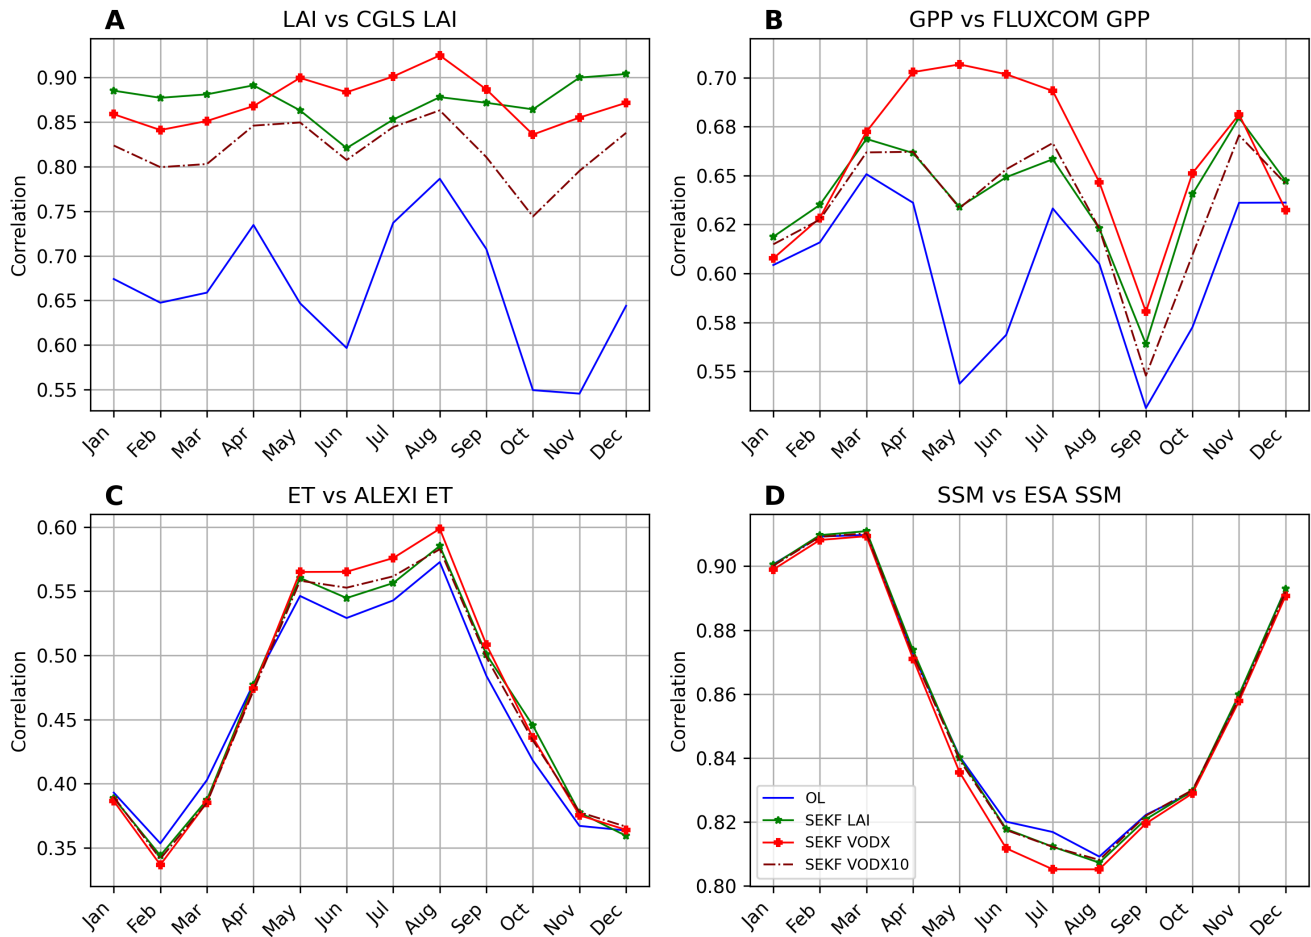 A LAI vs CGLS LAI
Correlation
0.90
0.85
0.80
0.75
0.70
0.65
0.60
0.55
Jan Feb Mar Apr May Jun Jul Aug Sep Oct Nov Dec
B GPP vs FLUXCOM GPP
Correlation
0.70
0.68
0.65
0.62
0.60
0.58
0.55
Jan Feb Mar Apr May Jun Jul Aug Sep Oct Nov Dec
C ET vs ALEXI ET
Correlation
0.60
0.55
0.50
0.45
0.40
0.35
Jan Feb Mar Apr May Jun Jul Aug Sep Oct Nov Dec
D SSM vs ESA SSM
Correlation
0.90
0.88
0.86
0.84
0.82
0.80
OL
SEKF LAI
SEKF VODX
SEKF VODX10
Jan Feb Mar Apr May Jun Jul Aug Sep Oct Nov Dec